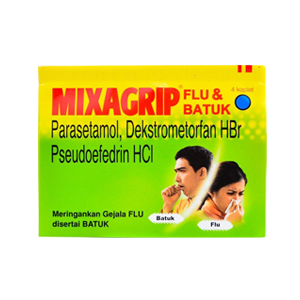 4 kaplet
MIXAGRIP® FLU &
BATUK
Parasetamol, Dekstrometorfan HBr
Pseudoefedrin HCl
Meringankan Gejala FLU
disertai BATUK
Batuk
Flu